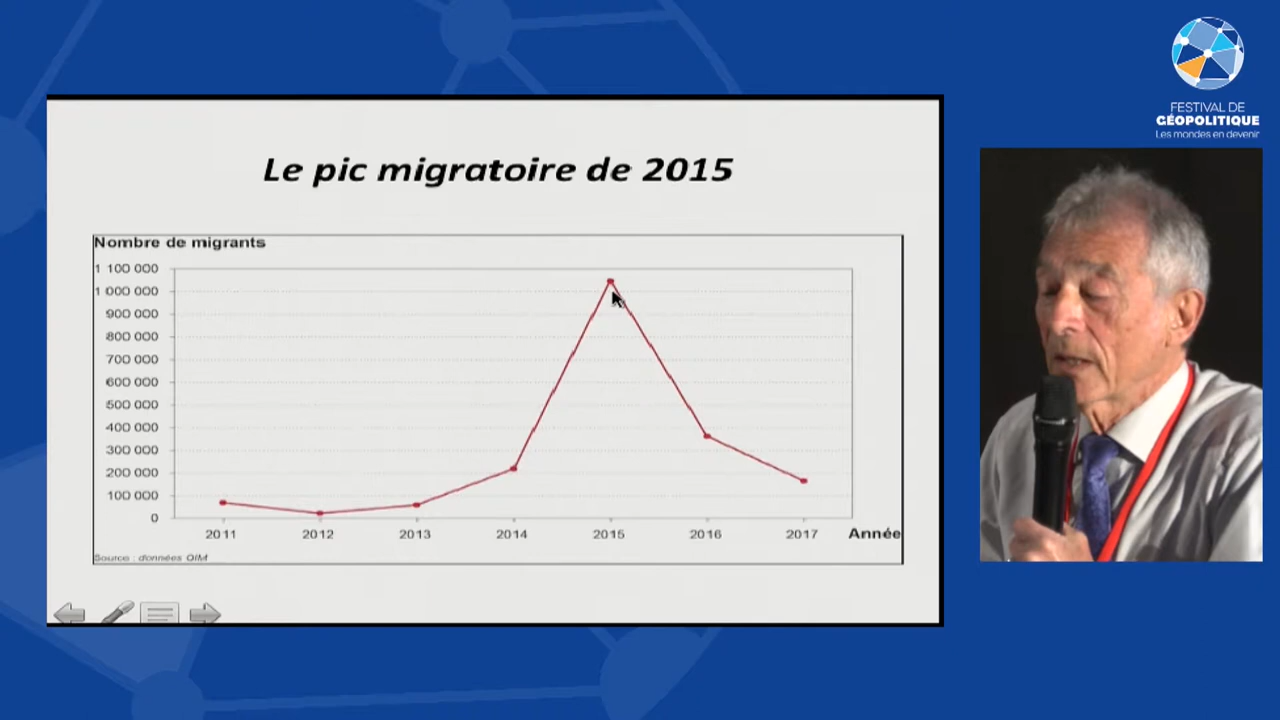 FESTIVAL DE
GÉOPOLITIQUE
Les mondes en devenir
Le pic migratoire de 2015
Nombre de migrants
1 100 000
1 000 000
900 000
800 000
700 000
600 000
500 000
400 000
300 000
200 000
100 000
0
2011 2012 2013 2014 2015 2016 2017 Année
Source : données OIM